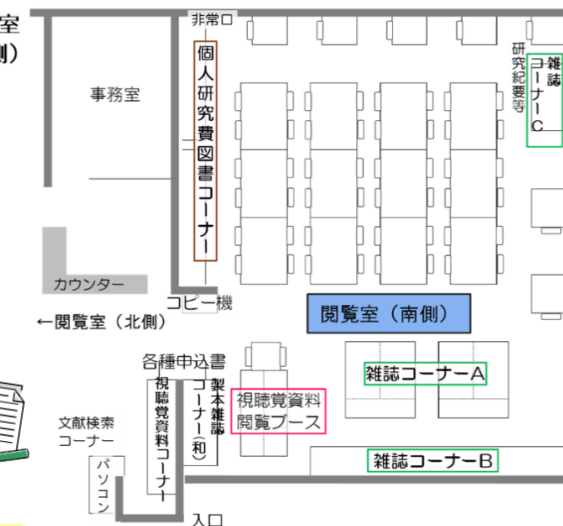 室
側）
非常口
事務室
個人研究費図書コーナー
研究紀要等
雑誌
コーナーC
カウンター
コピー機
←閲覧室（北側）
閲覧室（南側）
各種申込書
視聴覚資料コーナー
製本雑誌
コーナー（和）
視聴覚資料
閲覧ブース
雑誌コーナーA
文献検索
コーナー
パソコン
雑誌コーナーB
入口